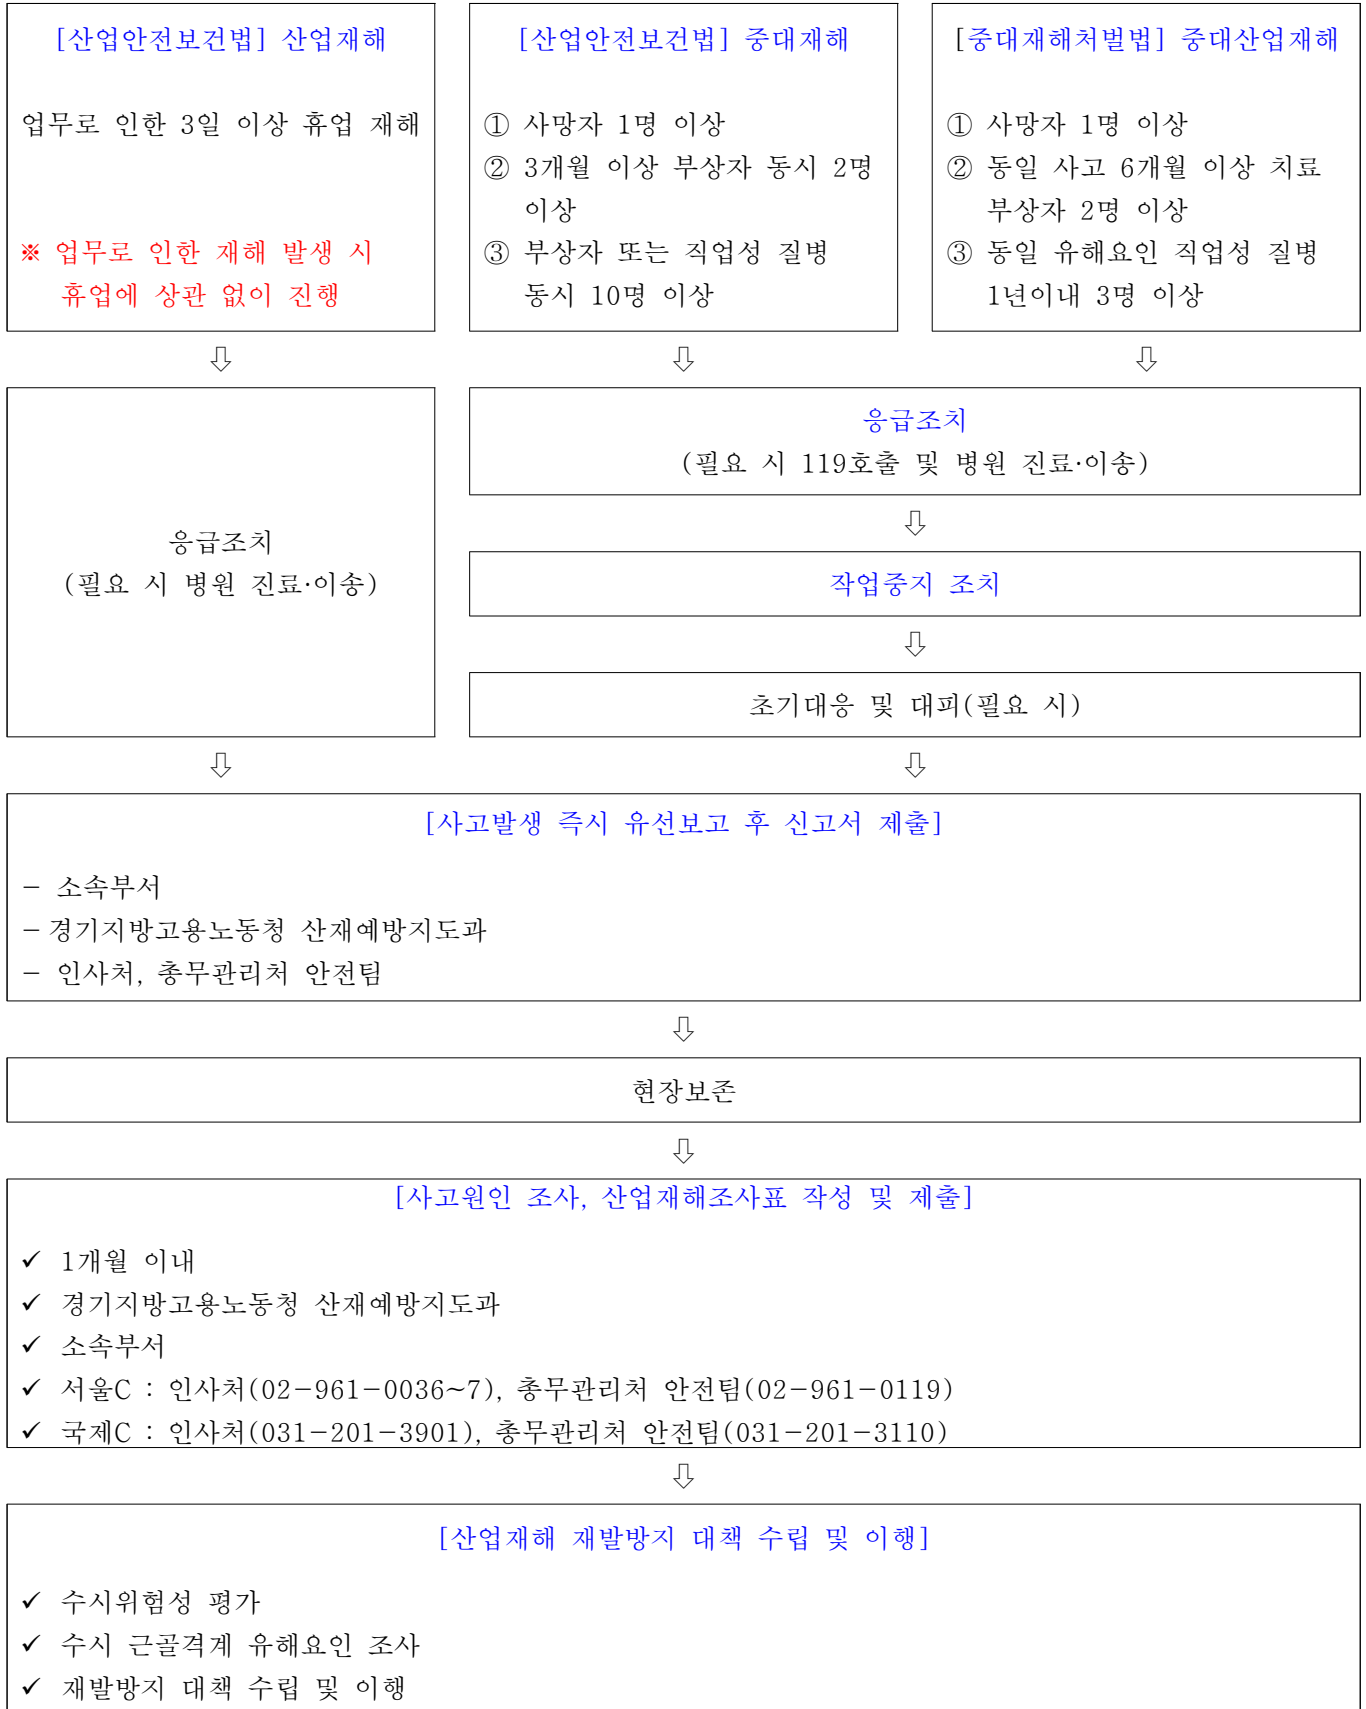 [산업안전보건법] 산업재해
업무로 인한 3일 이상 휴업 재해
※ 업무로 인한 재해 발생 시
휴업에 상관 없이 진행
[산업안전보건법] 중대재해
① 사망자 1명 이상
② 3개월 이상 부상자 동시 2명
이상
③ 부상자 또는 직업성 질병
동시 10명 이상
[중대재해처벌법] 중대산업재해
① 사망자 1명 이상
② 동일 사고 6개월 이상 치료
부상자 2명 이상
③ 동일 유해요인 직업성 질병
1년이내 3명 이상
⇩ ⇩ ⇩
응급조치
(필요 시 병원 진료·이송)
응급조치
(필요 시 119호출 및 병원 진료·이송)
⇩
작업중지 조치
⇩
초기대응 및 대피(필요 시)
⇩ ⇩
[사고발생 즉시 유선보고 후 신고서 제출]
- 소속부서
- 경기지방고용노동청 산재예방지도과
- 인사처, 총무관리처 안전팀
⇩
현장보존
⇩
[사고원인 조사, 산업재해조사표 작성 및 제출]
✓ 1개월 이내
✓ 경기지방고용노동청 산재예방지도과
✓ 소속부서
✓ 서울C : 인사처(02-961-0036~7), 총무관리처 안전팀(02-961-0119)
✓ 국제C : 인사처(031-201-3901), 총무관리처 안전팀(031-201-3110)
⇩
[산업재해 재발방지 대책 수립 및 이행]
✓ 수시위험성 평가
✓ 수시 근골격계 유해요인 조사
✓ 재발방지 대책 수립 및 이행